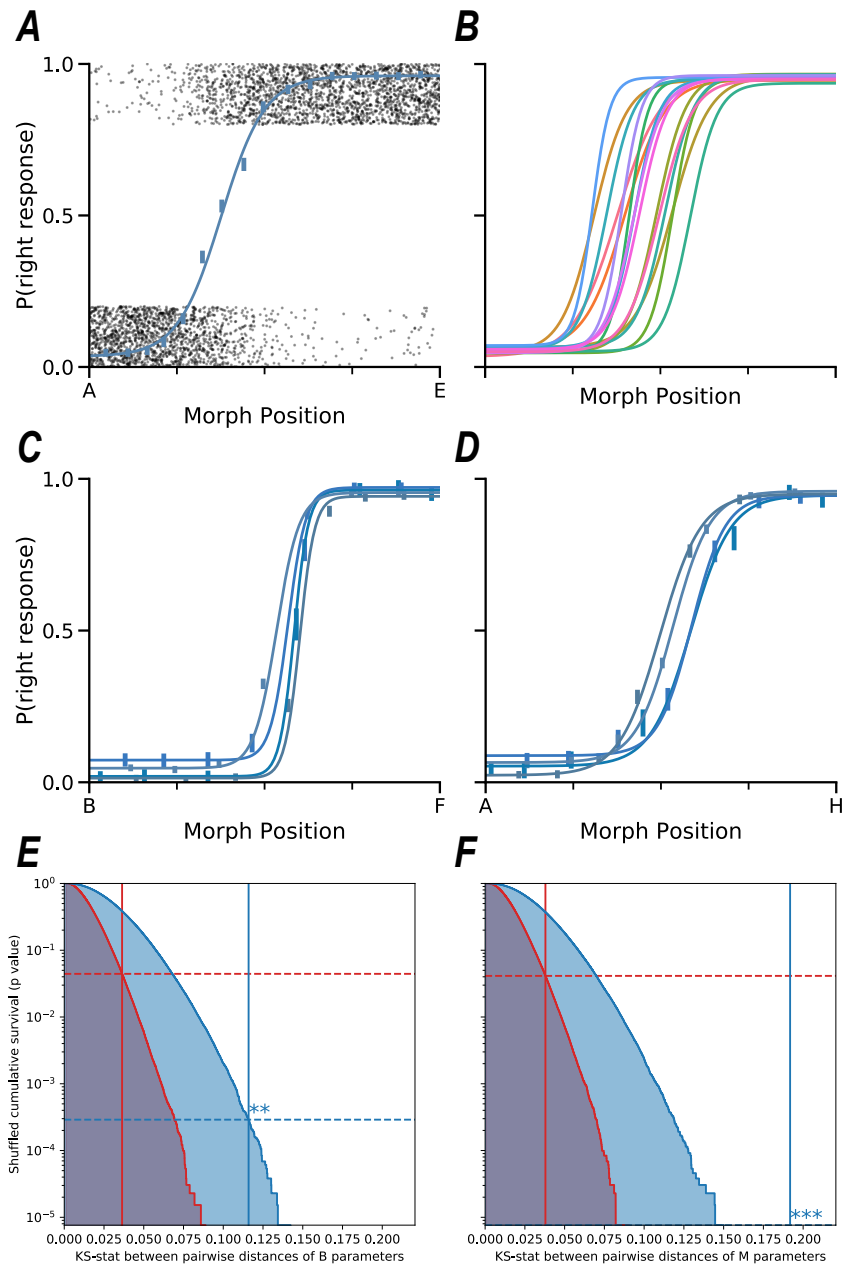 A
1.0
0.5
0.0
P(right response)
A
E
Morph Position
B
Morph Position
C
1.0
0.5
0.0
P(right response)
B
F
Morph Position
D
A
H
Morph Position
E
10⁰
10⁻¹
10⁻²
10⁻³
10⁻⁴
10⁻⁵
Shuffled cumulative survival (p value)
**
0.000 0.025 0.050 0.075 0.100 0.125 0.150 0.175 0.200
KS-stat between pairwise distances of B parameters
F
***
0.000 0.025 0.050 0.075 0.100 0.125 0.150 0.175 0.200
KS-stat between pairwise distances of M parameters